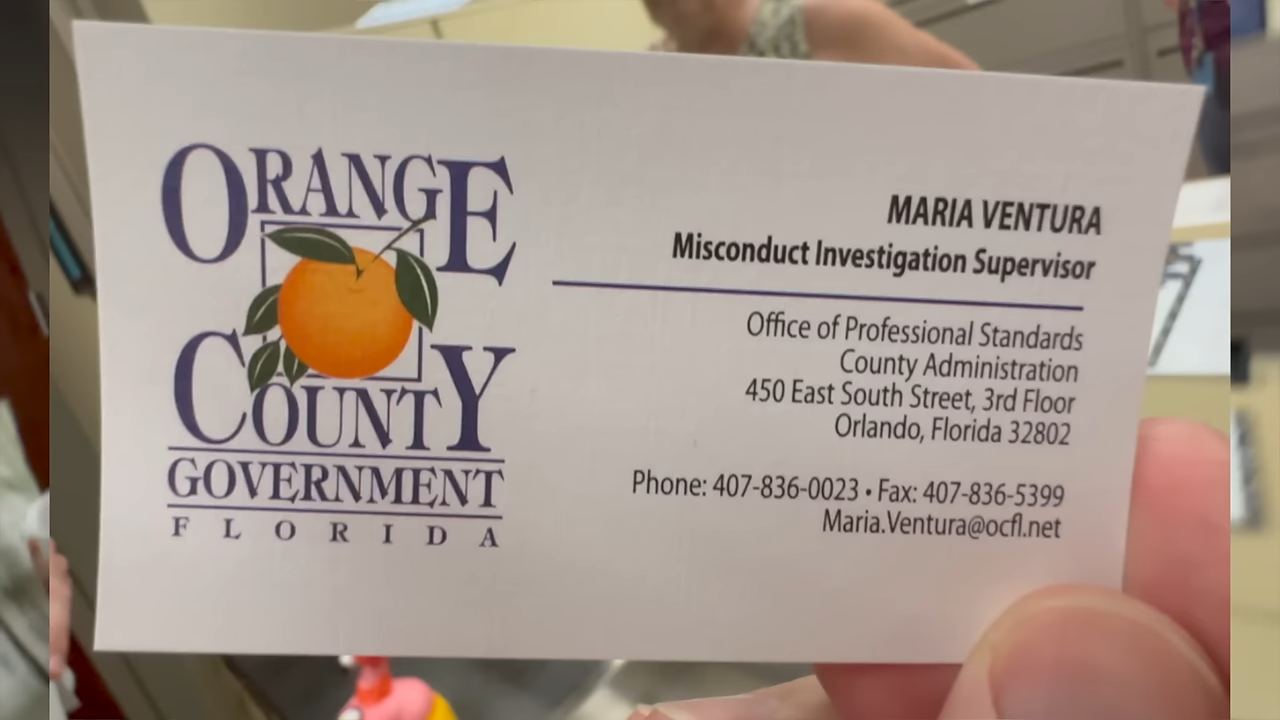 ORANGE
COUNTY
GOVERNMENT
FLORIDA
MARIA VENTURA
Misconduct Investigation Supervisor
Office of Professional Standards
County Administration
450 East South Street, 3rd Floor
Orlando, Florida 32802
Phone: 407-836-0023 • Fax: 407-836-5399
Maria.Ventura@ocfl.net